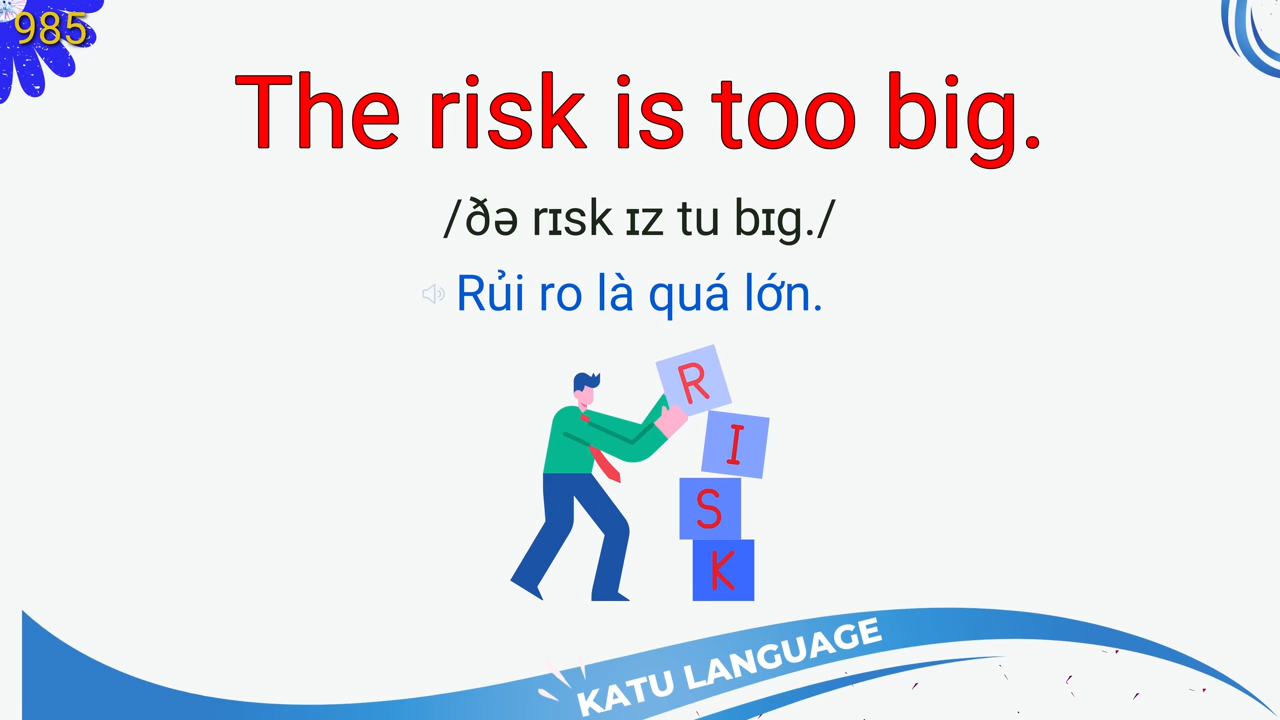 985
The risk is too big.
/ðə rɪsk ɪz tu bɪg./
Rủi ro là quá lớn.
R
I
S
K
KATU LANGUAGE